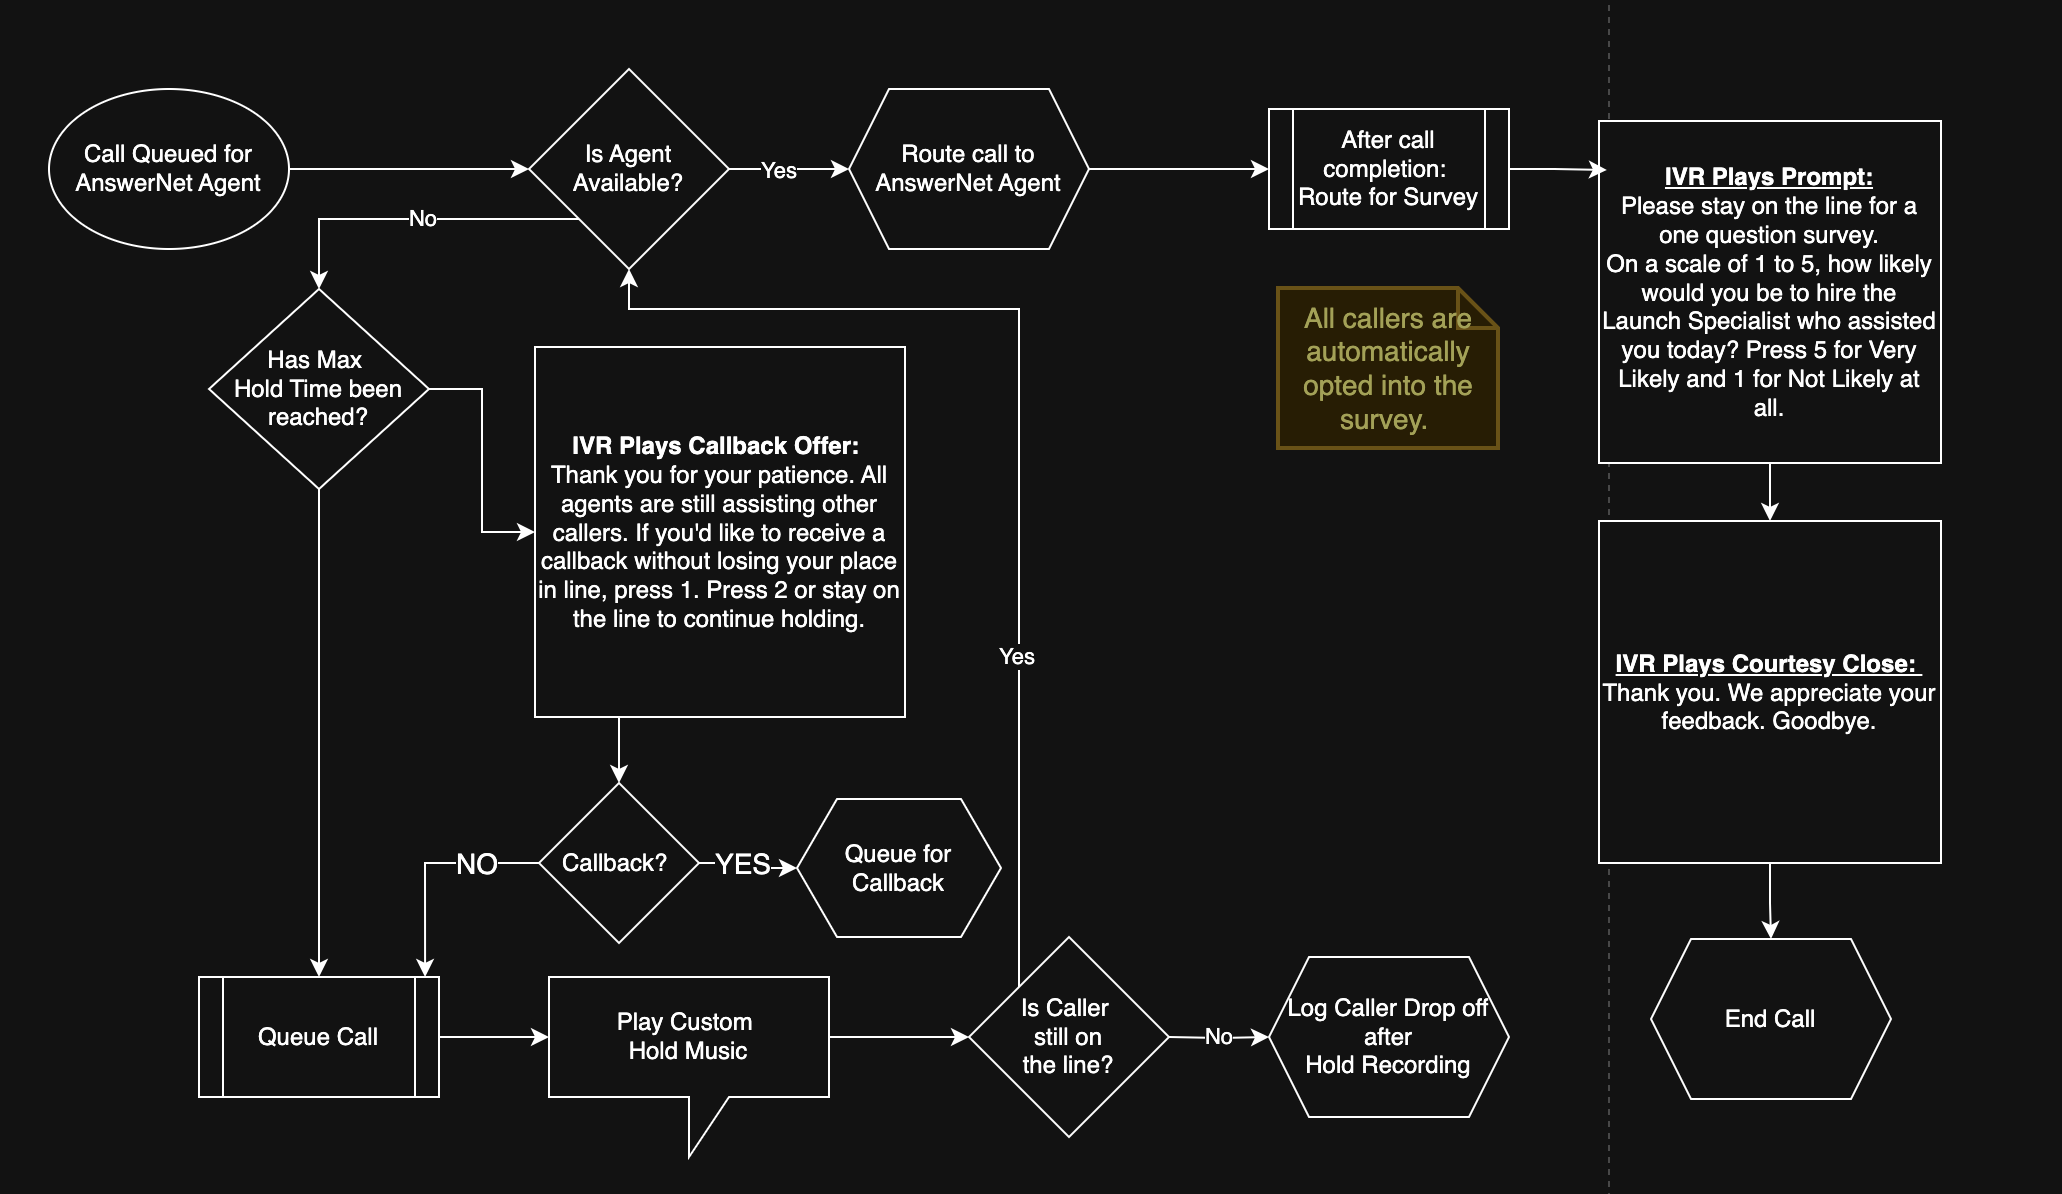 Call Queued for
AnswerNet Agent
Is Agent
Available?
Yes
Route call to
AnswerNet Agent
After call
completion:
Route for Survey
IVR Plays Prompt:
Please stay on the line for a
one question survey.
On a scale of 1 to 5, how likely
would you be to hire the
Launch Specialist who assisted
you today? Press 5 for Very
Likely and 1 for Not Likely at
all.
No
Has Max
Hold Time been
reached?
All callers are
automatically
opted into the
survey.
IVR Plays Callback Offer:
Thank you for your patience. All
agents are still assisting other
callers. If you'd like to receive a
callback without losing your place
in line, press 1. Press 2 or stay on
the line to continue holding.
Yes
IVR Plays Courtesy Close:
Thank you. We appreciate your
feedback. Goodbye.
NO
Callback?
YES
Queue for
Callback
Queue Call
Play Custom
Hold Music
Is Caller
still on
the line?
No
Log Caller Drop off
after
Hold Recording
End Call